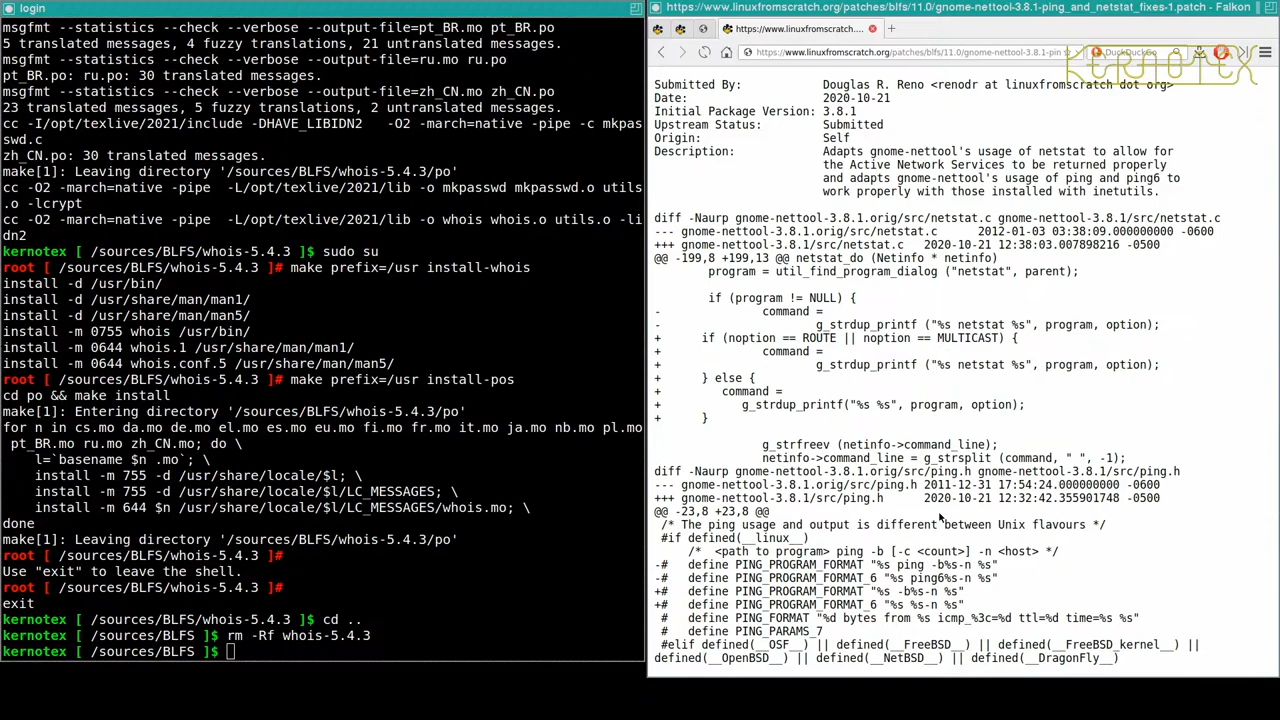 login
msgfmt --statistics --check --verbose --output-file=pt_BR.mo pt_BR.po
5 translated messages, 4 fuzzy translations, 21 untranslated messages.
msgfmt --statistics --check --verbose --output-file=ru.mo ru.po
pt_BR.po: ru.po: 30 translated messages.
msgfmt --statistics --check --verbose --output-file=zh_CN.mo zh_CN.po
23 translated messages, 5 fuzzy translations, 2 untranslated messages.
cc -I/opt/texlive/2021/include -DHAVE_LIBIDN2   -O2 -march=native -pipe -c mkpas
swd.c
zh_CN.po: 30 translated messages.
make[1]: Leaving directory '/sources/BLFS/whois-5.4.3/po'
cc -O2 -march=native -pipe  -L/opt/texlive/2021/lib -o mkpasswd mkpasswd.o utils
.o -lcrypt
cc -O2 -march=native -pipe  -L/opt/texlive/2021/lib -o whois whois.o utils.o -li
dn2
kernotex [ /sources/BLFS/whois-5.4.3 ]$ sudo su
root [ /sources/BLFS/whois-5.4.3 ]# make prefix=/usr install-whois
install -d /usr/bin/
install -d /usr/share/man/man1/
install -d /usr/share/man/man5/
install -m 0755 whois /usr/bin/
install -m 0644 whois.1 /usr/share/man/man1/
install -m 0644 whois.conf.5 /usr/share/man/man5/
root [ /sources/BLFS/whois-5.4.3 ]# make prefix=/usr install-pos
cd po && make install
make[1]: Entering directory '/sources/BLFS/whois-5.4.3/po'
for n in cs.mo da.mo de.mo el.mo es.mo eu.mo fi.mo fr.mo it.mo ja.mo nb.mo pl.mo
 pt_BR.mo ru.mo zh_CN.mo; do \
    l=`basename $n .mo`; \
    install -m 755 -d /usr/share/locale/$l; \
    install -m 755 -d /usr/share/locale/$l/LC_MESSAGES; \
    install -m 644 $n /usr/share/locale/$l/LC_MESSAGES/whois.mo; \
done
make[1]: Leaving directory '/sources/BLFS/whois-5.4.3/po'
root [ /sources/BLFS/whois-5.4.3 ]#
Use "exit" to leave the shell.
root [ /sources/BLFS/whois-5.4.3 ]#
exit
kernotex [ /sources/BLFS/whois-5.4.3 ]$ cd ..
kernotex [ /sources/BLFS ]$ rm -Rf whois-5.4.3
kernotex [ /sources/BLFS ]$
https://www.linuxfromscratch.org/patches/blfs/11.0/gnome-nettool-3.8.1-ping_and_netstat_fixes-1.patch - Falkon
https://www.linuxfromscratch....
https://www.linuxfromscratch.org/patches/blfs/11.0/gnome-nettool-3.8.1-pin
DuckDuckGo
KERNOTEX
Submitted By:            Douglas R. Reno <renodr at linuxfromscratch dot org>
Date:                    2020-10-21
Initial Package Version: 3.8.1
Upstream Status:         Submitted
Origin:                  Self
Description:             Adapts gnome-nettool's usage of netstat to allow for
                         the Active Network Services to be returned properly
                         and adapts gnome-nettool's usage of ping and ping6 to
                         work properly with those installed with inetutils.
diff -Naurp gnome-nettool-3.8.1.orig/src/netstat.c gnome-nettool-3.8.1/src/netstat.c
--- gnome-nettool-3.8.1.orig/src/netstat.c      2012-01-03 03:38:09.000000000 -0600
+++ gnome-nettool-3.8.1/src/netstat.c   2020-10-21 12:38:03.007898216 -0500
@@ -199,8 +199,13 @@ netstat_do (Netinfo * netinfo)
        program = util_find_program_dialog ("netstat", parent);
        if (program != NULL) {
-               command =
-                       g_strdup_printf ("%s netstat %s", program, option);
+      if (noption == ROUTE || noption == MULTICAST) {
+               command =
+                       g_strdup_printf ("%s netstat %s", program, option);
+      } else {
+         command =
+            g_strdup_printf("%s %s", program, option);
+      }
                g_strfreev (netinfo->command_line);
                netinfo->command_line = g_strsplit (command, " ", -1);
diff -Naurp gnome-nettool-3.8.1.orig/src/ping.h gnome-nettool-3.8.1/src/ping.h
--- gnome-nettool-3.8.1.orig/src/ping.h 2011-12-31 17:54:24.000000000 -0600
+++ gnome-nettool-3.8.1/src/ping.h      2020-10-21 12:32:42.355901748 -0500
@@ -23,8 +23,8 @@
 /* The ping usage and output is different between Unix flavours */
 #if defined(__linux__)
     /*  <path to program> ping -b [-c <count>] -n <host> */
-#   define PING_PROGRAM_FORMAT "%s ping -b%s-n %s"
-#   define PING_PROGRAM_FORMAT_6 "%s ping6%s-n %s"
+#   define PING_PROGRAM_FORMAT "%s -b%s-n %s"
+#   define PING_PROGRAM_FORMAT_6 "%s %s-n %s"
 #   define PING_FORMAT "%d bytes from %s icmp_%3c=%d ttl=%d time=%s %s"
 #   define PING_PARAMS_7
 #elif defined(__OSF__) || defined(__FreeBSD__) || defined(__FreeBSD_kernel__) ||
defined(__OpenBSD__) || defined(__NetBSD__) || defined(__DragonFly__)